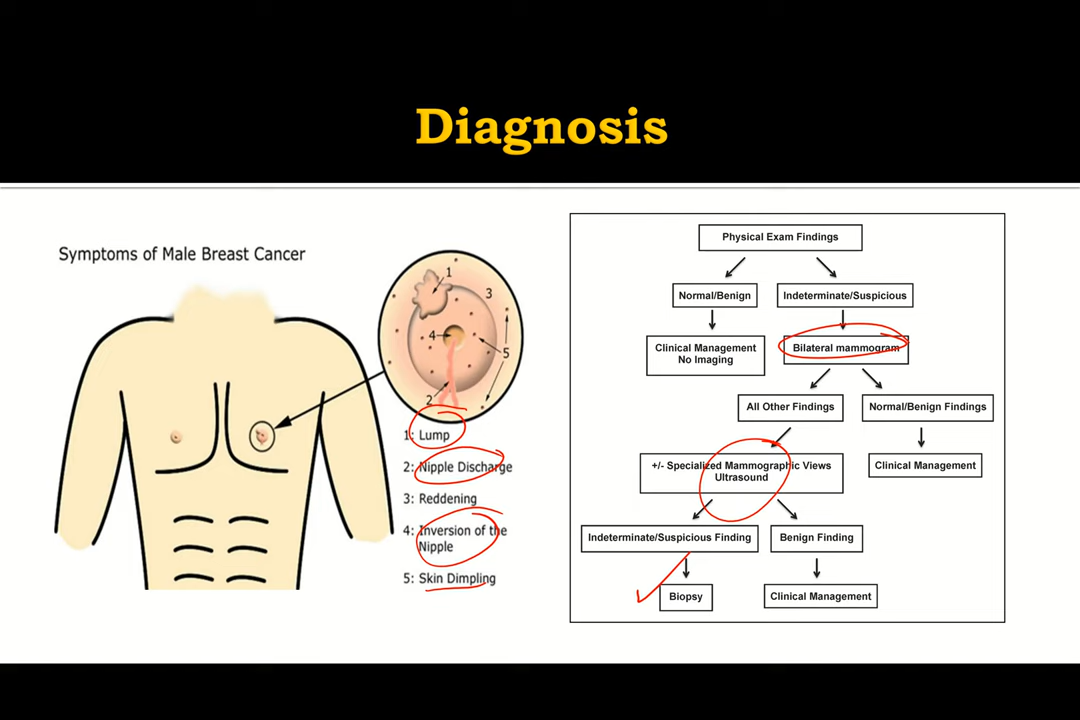 Diagnosis
Symptoms of Male Breast Cancer
1
3
4
5
2
1: Lump
2: Nipple Discharge
3: Reddening
4: Inversion of the
Nipple
5: Skin Dimpling
Physical Exam Findings
Normal/Benign
Indeterminate/Suspicious
Clinical Management
No Imaging
Bilateral mammogram
All Other Findings
Normal/Benign Findings
+/- Specialized Mammographic Views
Ultrasound
Clinical Management
Indeterminate/Suspicious Finding
Benign Finding
Biopsy
Clinical Management